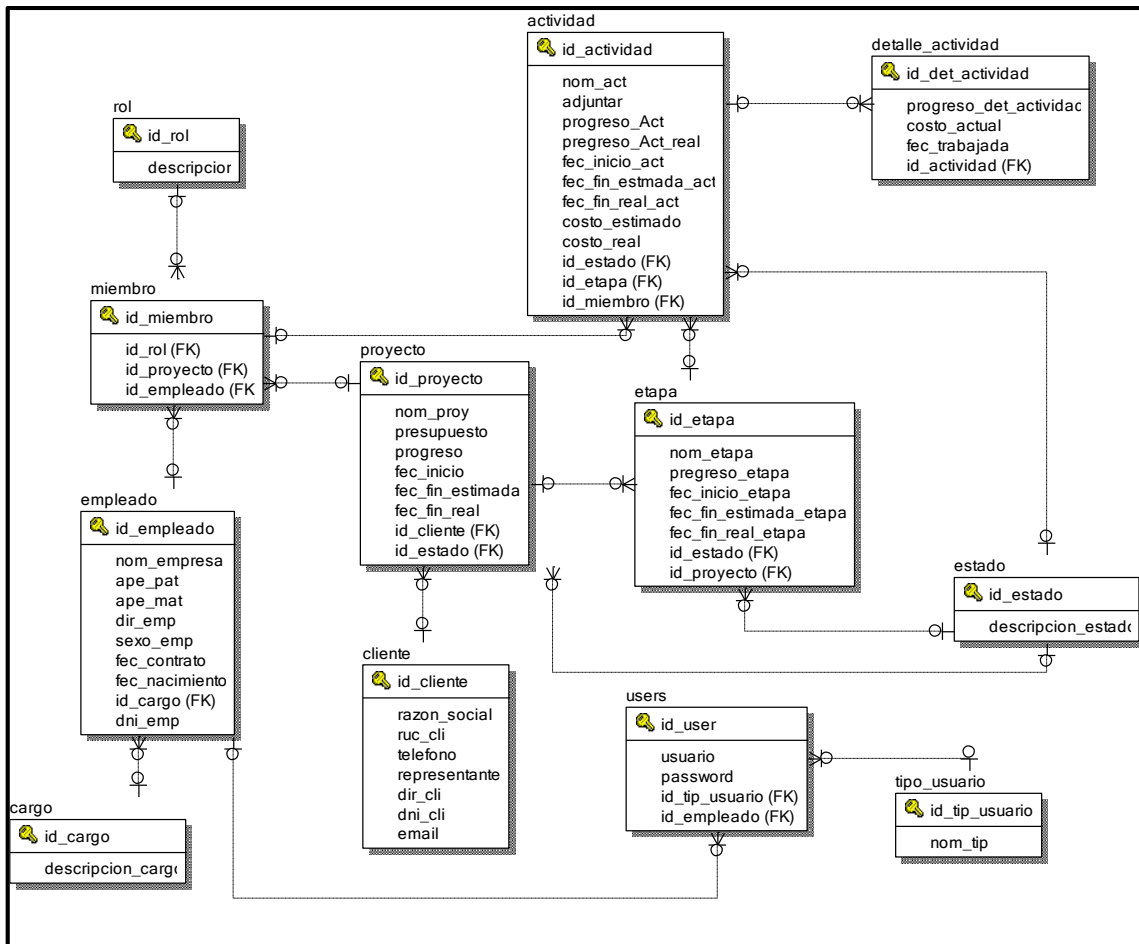 actividad
id_actividad
nom_act
adjuntar
progreso_Act
pregreso_Act_real
fec_inicio_act
fec_fin_estmada_act
fec_fin_real_act
costo_estimado
costo_real
id_estado (FK)
id_etapa (FK)
id_miembro (FK)
detalle_actividad
id_det_actividad
progreso_det_actividad
costo_actual
fec_trabajada
id_actividad (FK)
rol
id_rol
descripcion
miembro
id_miembro
id_rol (FK)
id_proyecto (FK)
id_empleado (FK
proyecto
id_proyecto
nom_proy
presupuesto
progreso
fec_inicio
fec_fin_estimada
fec_fin_real
id_cliente (FK)
id_estado (FK)
etapa
id_etapa
nom_etapa
pregreso_etapa
fec_inicio_etapa
fec_fin_estimada_etapa
fec_fin_real_etapa
id_estado (FK)
id_proyecto (FK)
empleado
id_empleado
nom_empresa
ape_pat
ape_mat
dir_emp
sexo_emp
fec_contrato
fec_nacimiento
id_cargo (FK)
dni_emp
estado
id_estado
descripcion_estado
cliente
id_cliente
razon_social
ruc_cli
telefono
representante
dir_cli
dni_cli
email
users
id_user
usuario
password
id_tip_usuario (FK)
id_empleado (FK)
tipo_usuario
id_tip_usuario
nom_tip
cargo
id_cargo
descripcion_cargo